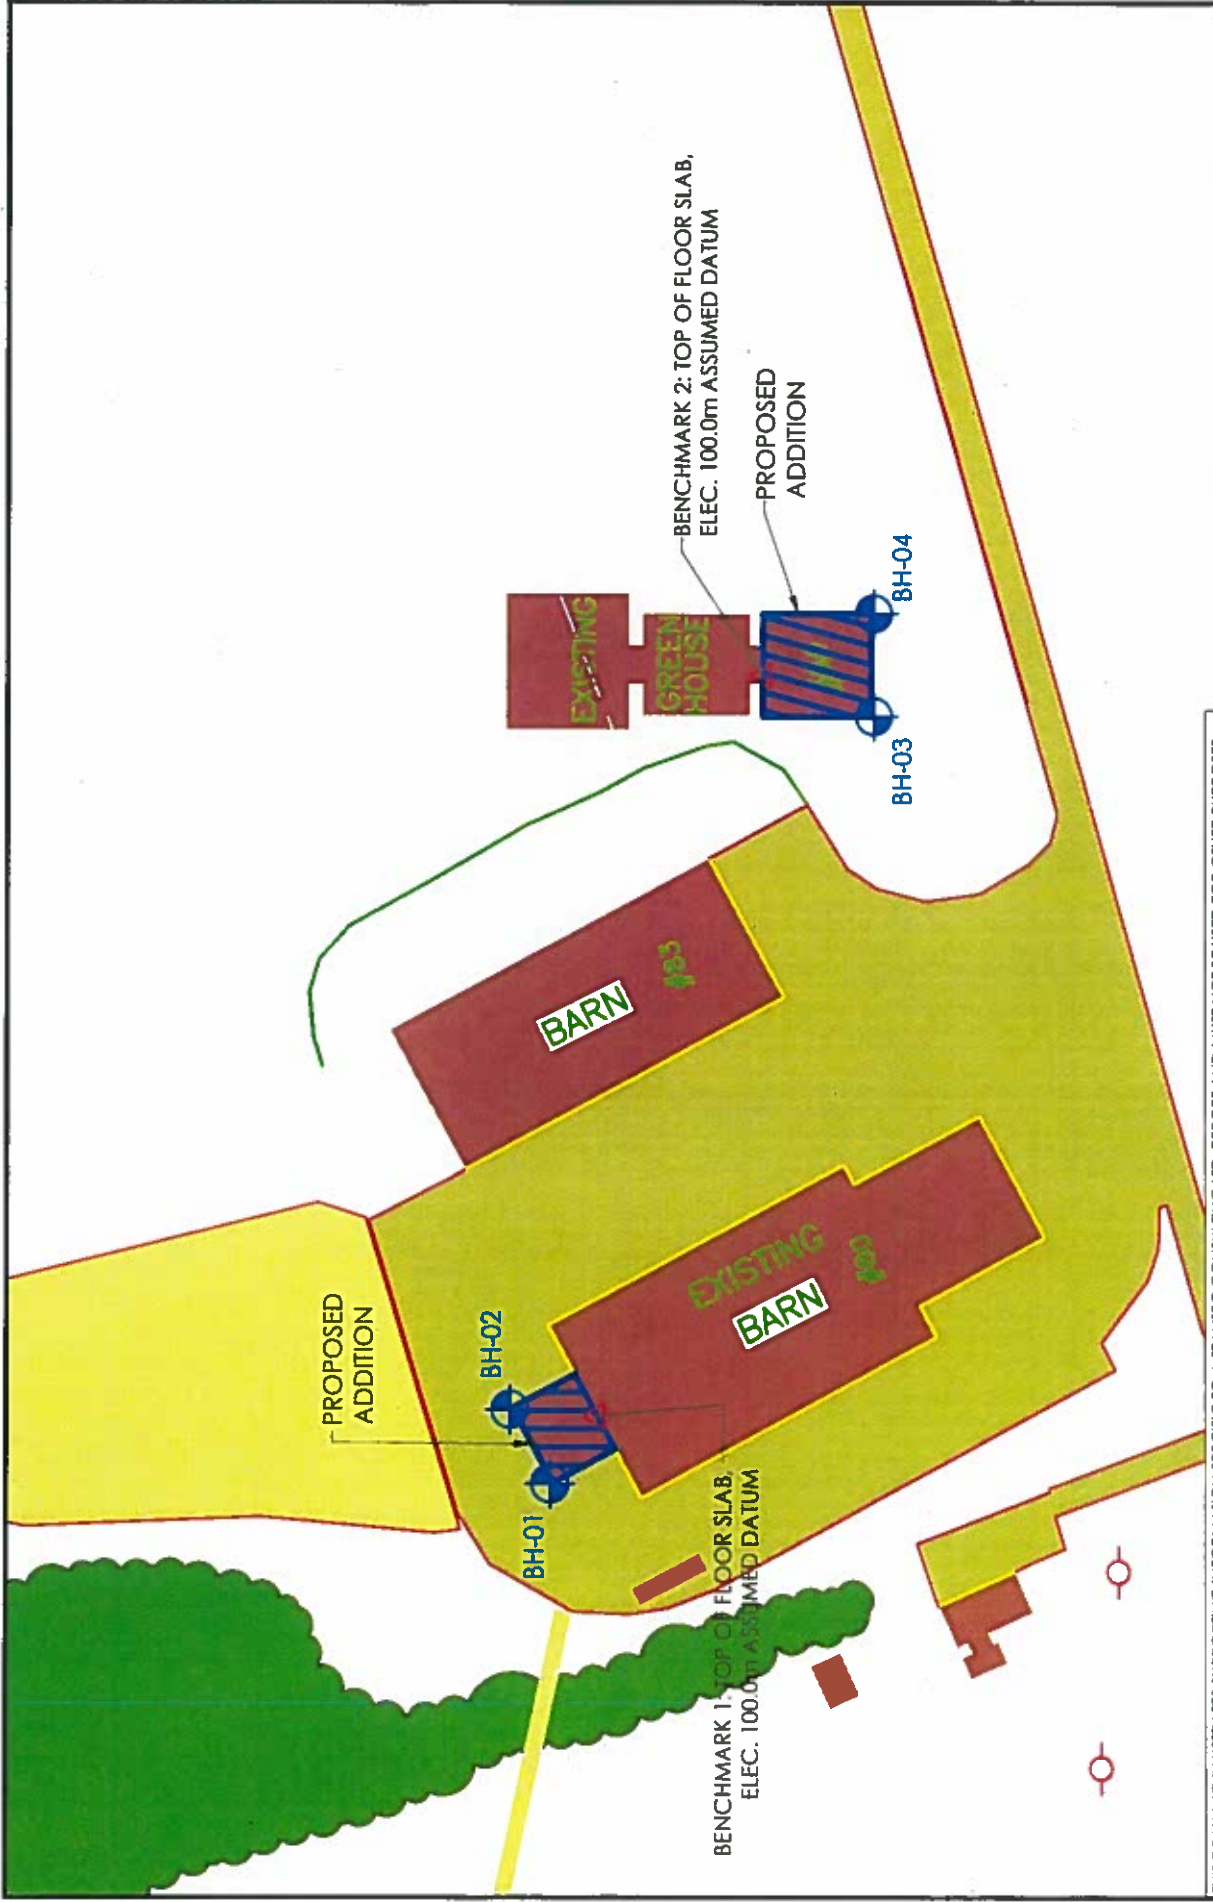 PROPOSED
ADDITION
BH-01
BH-02
BENCHMARK 1: TOP OF FLOOR SLAB,
ELEC. 100.0m ASSUMED DATUM
EXISTING
BARN
#80
BARN
#83
EXISTING
GREEN
HOUSE
BENCHMARK 2: TOP OF FLOOR SLAB,
ELEC. 100.0m ASSUMED DATUM
PROPOSED
ADDITION
BH-03
BH-04